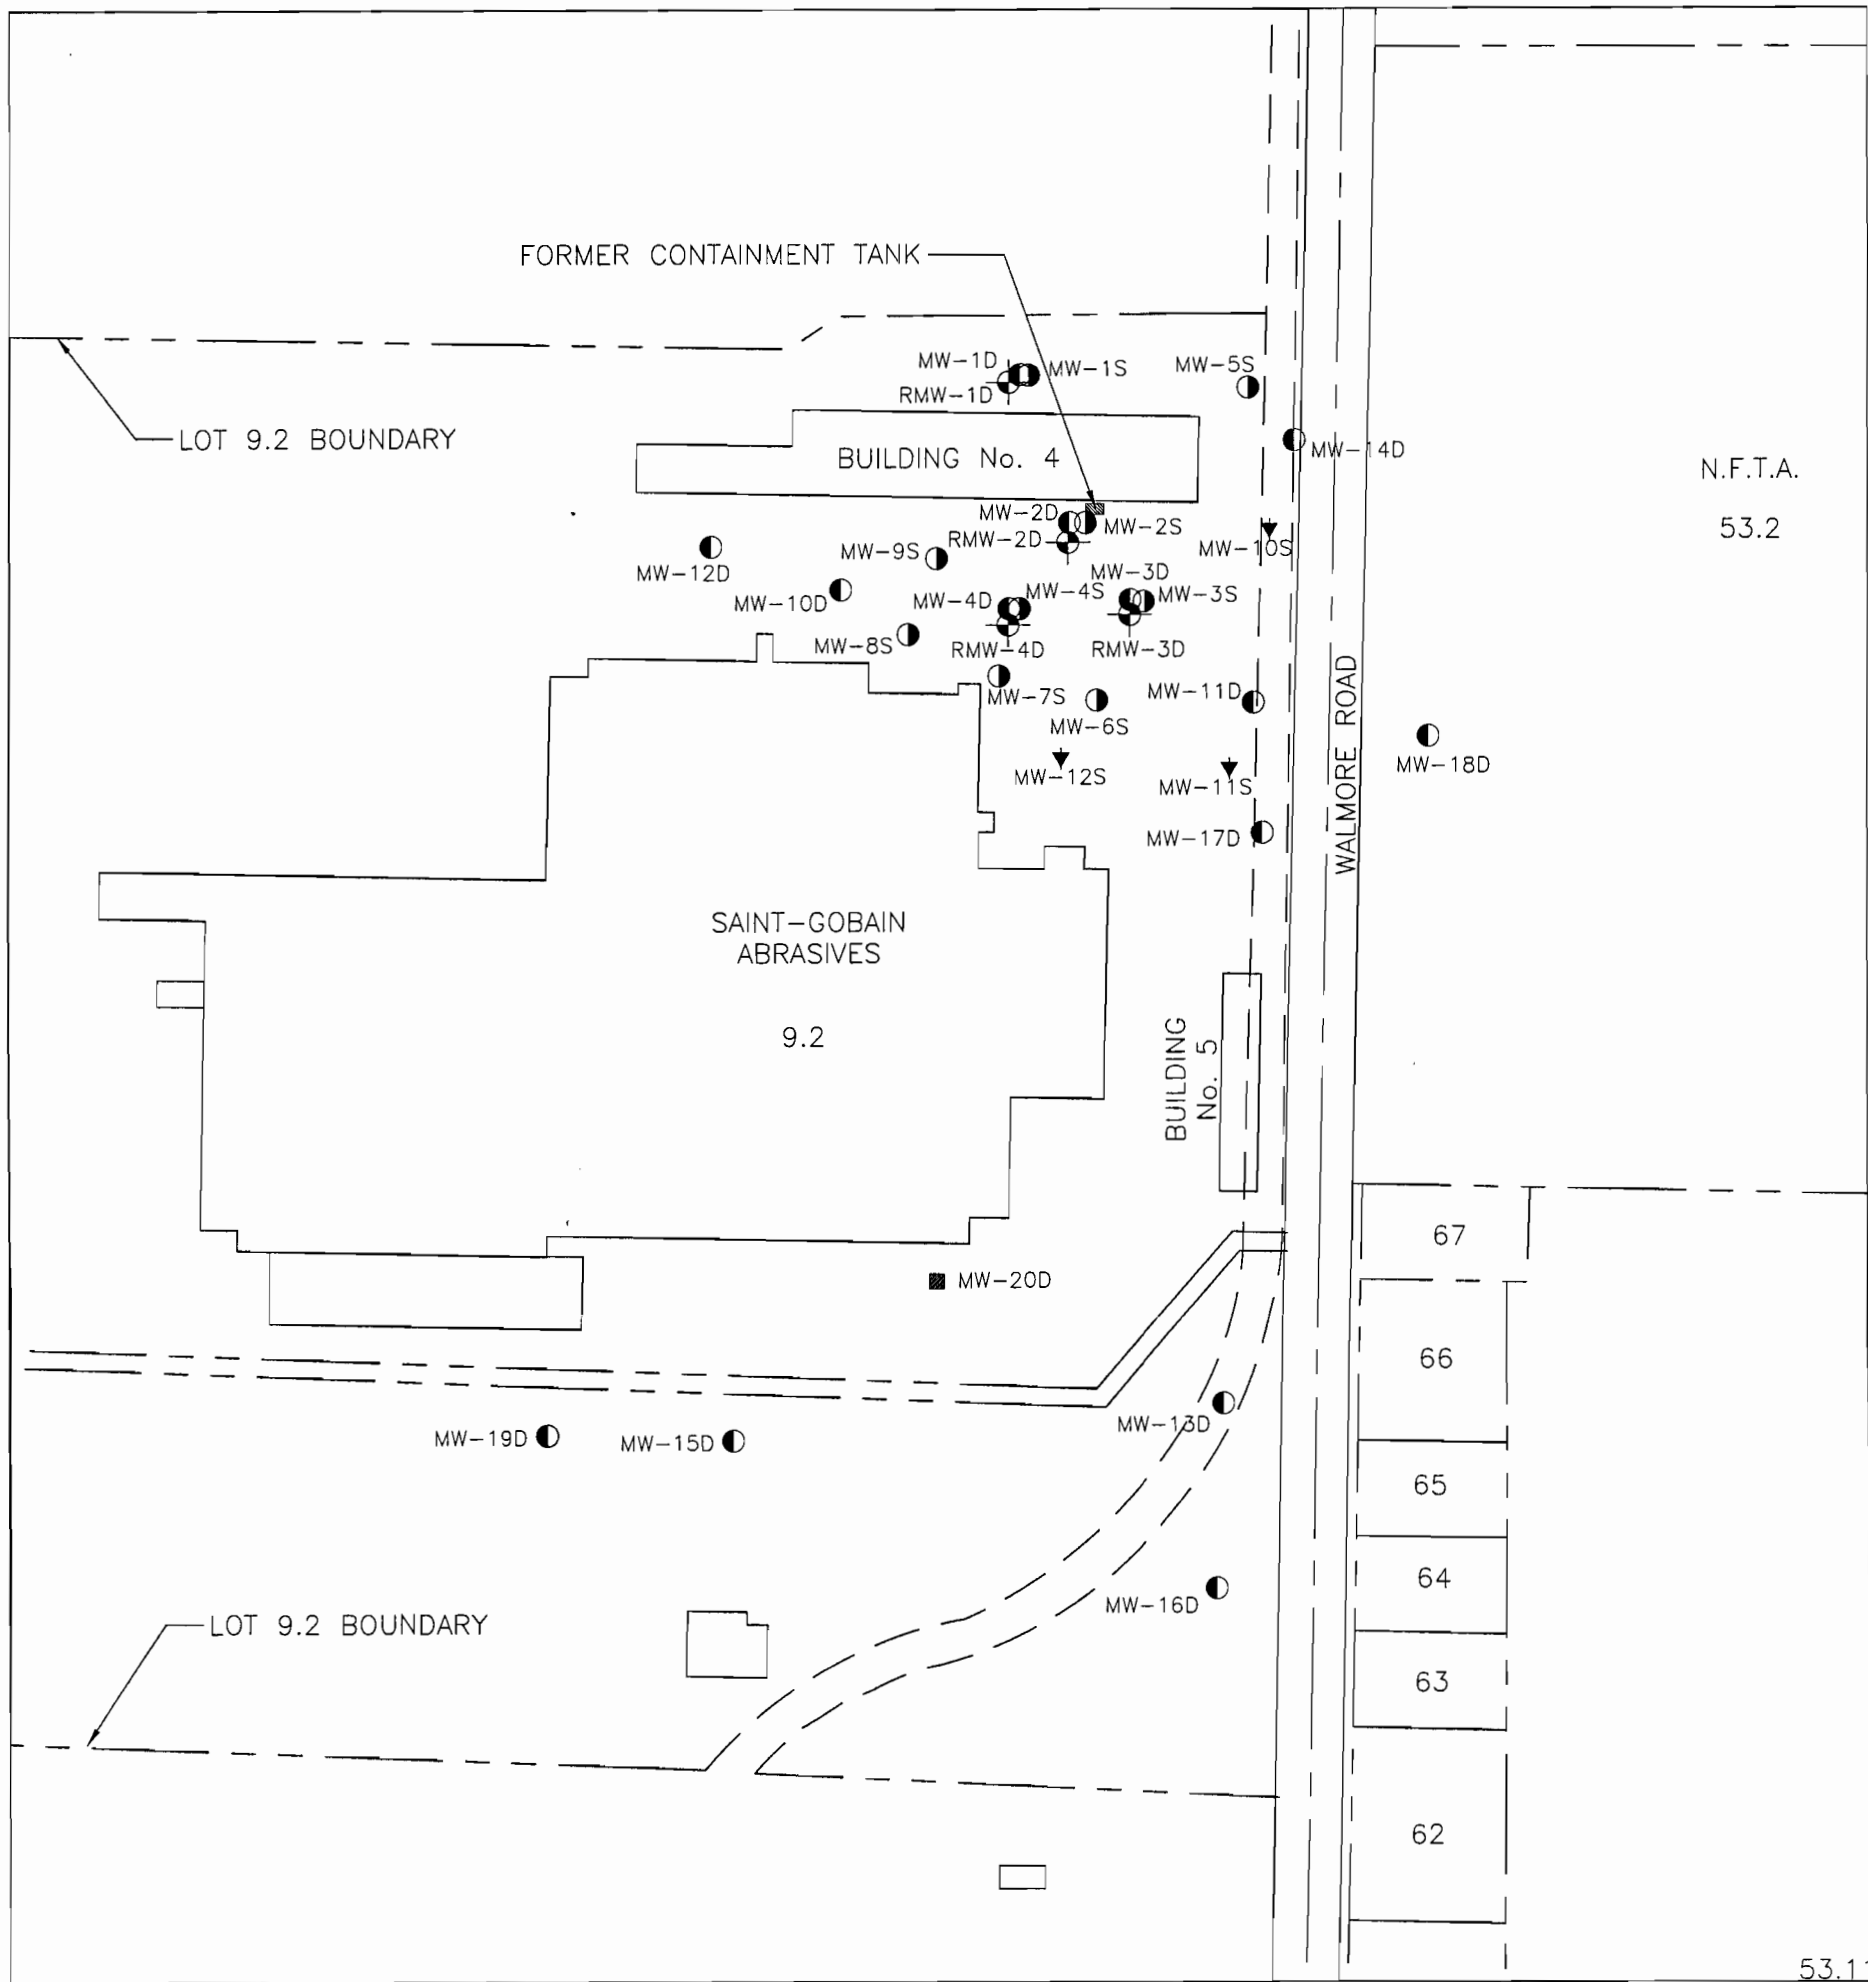 FORMER CONTAINMENT TANK
MW-1D
MW-1S
MW-5S
RMW-1D
LOT 9.2 BOUNDARY
BUILDING No. 4
MW-14D
N.F.T.A.
53.2
MW-2D
MW-2S
RMW-2D
MW-10S
MW-9S
MW-12D
MW-3D
MW-10D
MW-4D
MW-4S
MW-3S
MW-8S
RMW-4D
RMW-3D
MW-7S
MW-11D
MW-6S
WALMORE ROAD
MW-18D
MW-12S
MW-11S
MW-17D
SAINT-GOBAIN
ABRASIVES
9.2
BUILDING
No. 5
67
MW-20D
66
MW-13D
MW-19D
MW-15D
65
64
MW-16D
LOT 9.2 BOUNDARY
63
62